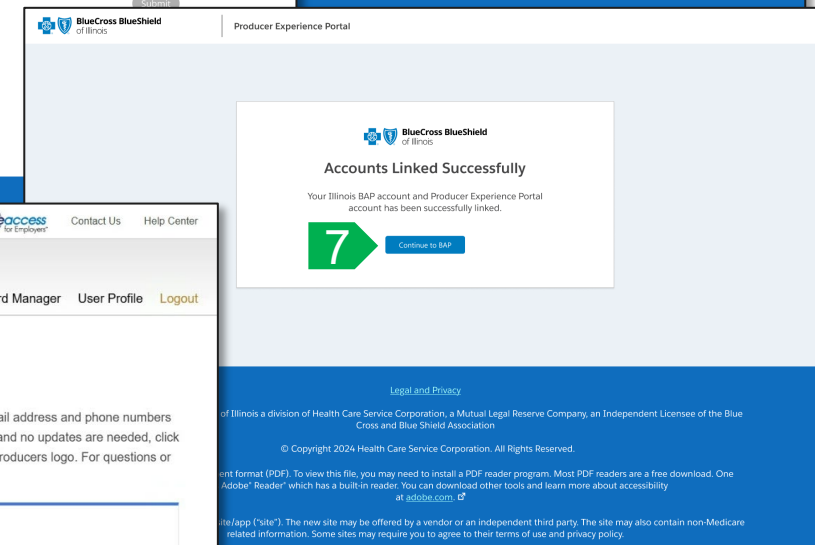 Submit
BlueCross BlueShield
of Illinois
Producer Experience Portal
BlueCross BlueShield
of Illinois
Accounts Linked Successfully
Your Illinois BAP account and Producer Experience Portal
account has been successfully linked.
7
Continue to BAP
access
for Employers
Contact Us Help Center
Manager User Profile Logout
address and phone numbers
and no updates are needed, click
logo. For questions or
Legal and Privacy
of Illinois a division of Health Care Service Corporation, a Mutual Legal Reserve Company, an Independent Licensee of the Blue
Cross and Blue Shield Association
© Copyright 2024 Health Care Service Corporation. All Rights Reserved.
format (PDF). To view this file, you may need to install a PDF reader program. Most PDF readers are a free download. One
Adobe® Reader® which has a built-in reader. You can download other tools and learn more about accessibility
at adobe.com.
site/app ("site"). The new site may be offered by a vendor or an independent third party. The site may also contain non-Medicare
related information. Some sites may require you to agree to their terms of use and privacy policy.